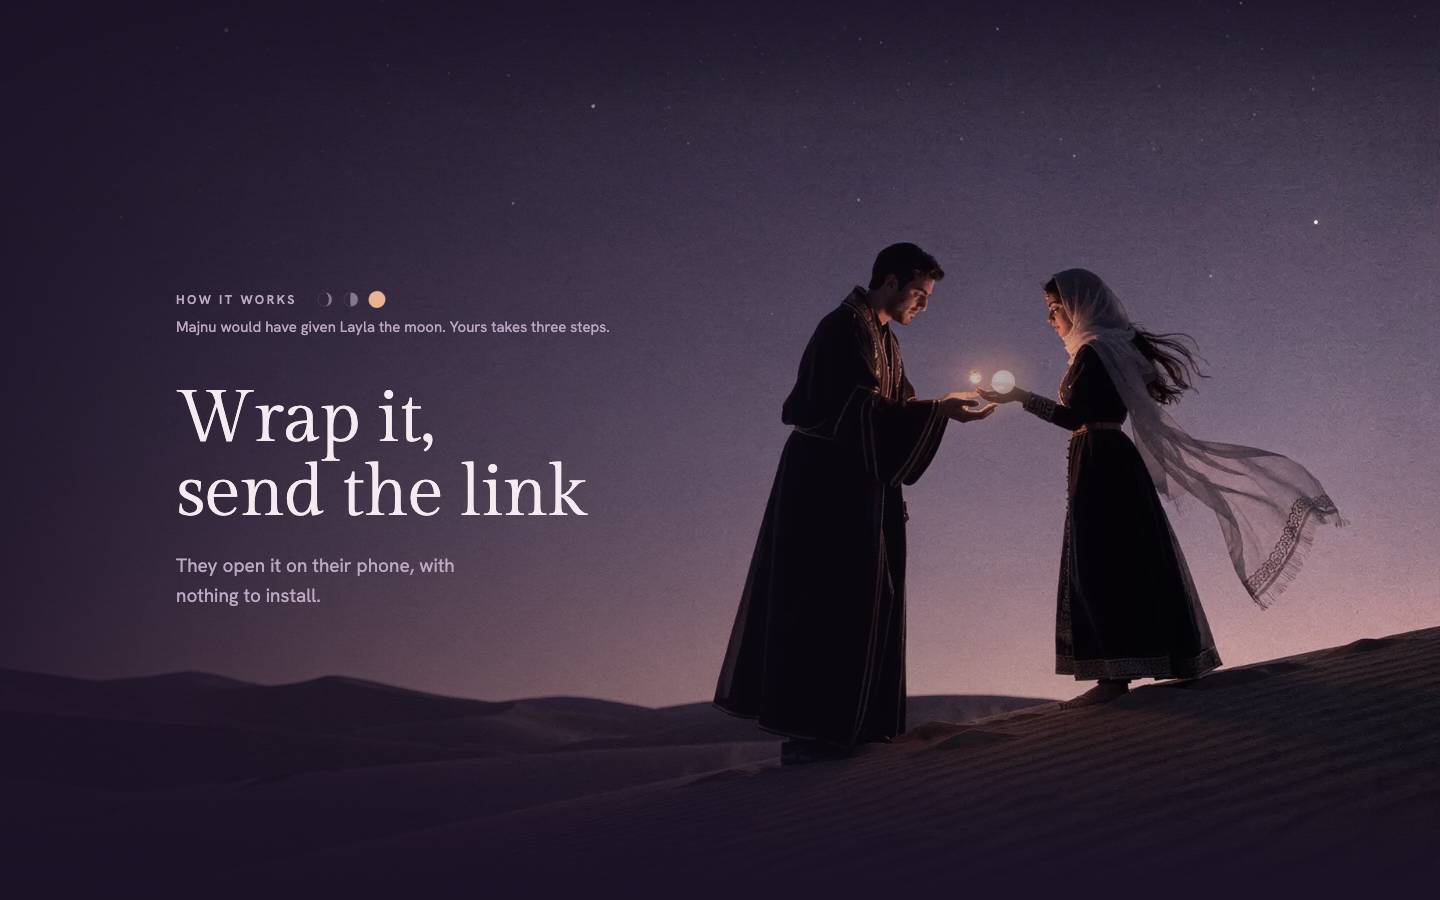 HOW IT WORKS
Majnu would have given Layla the moon. Yours takes three steps.
Wrap it,
send the link
They open it on their phone, with
nothing to install.